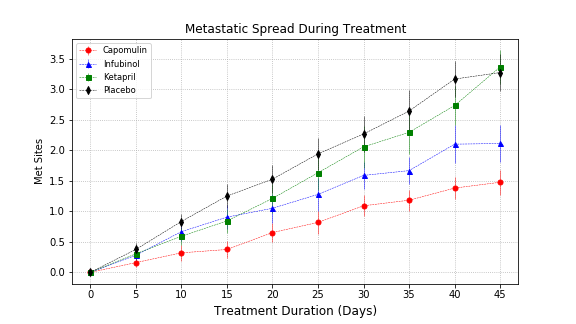 Metastatic Spread During Treatment
Capomulin
Infubinol
Ketapril
Placebo
3.5
3.0
2.5
2.0
1.5
1.0
0.5
0.0
Met Sites
0 5 10 15 20 25 30 35 40 45
Treatment Duration (Days)